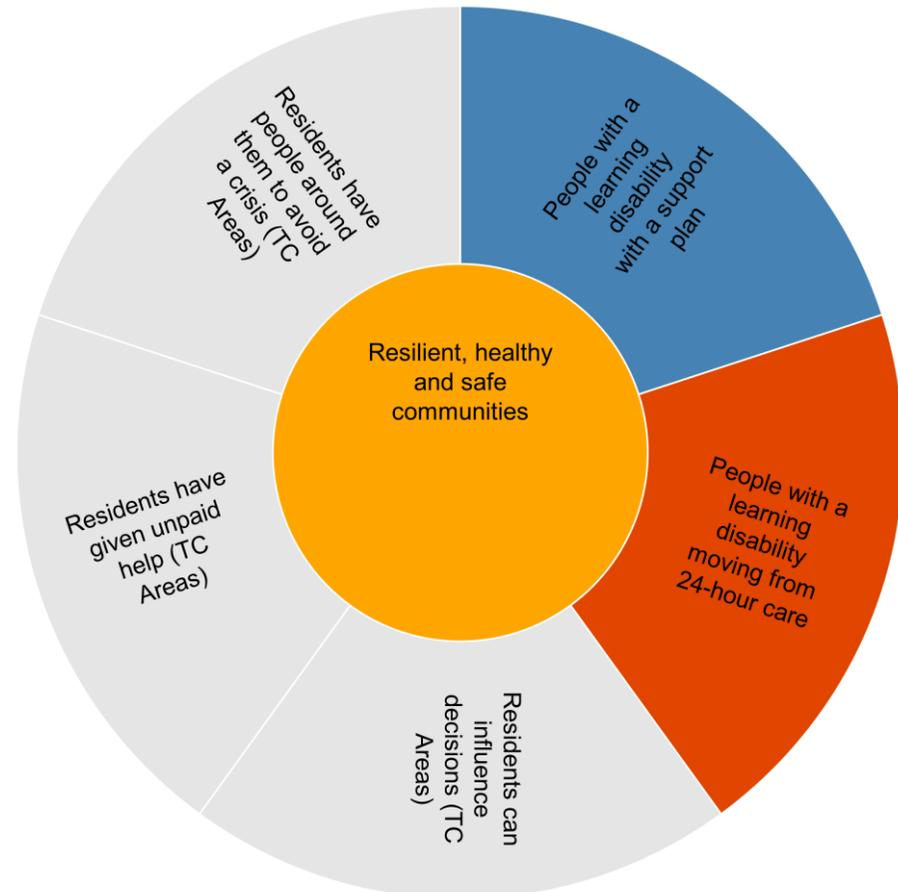 Residents have
people around
them to avoid
a crisis (TC
Areas)
People with a
learning
disability
with a support
plan
Resilient, healthy
and safe
communities
People with a
learning
disability
moving from
24-hour care
Residents have
given unpaid
help (TC
Areas)
Residents can
influence
decisions (TC
Areas)